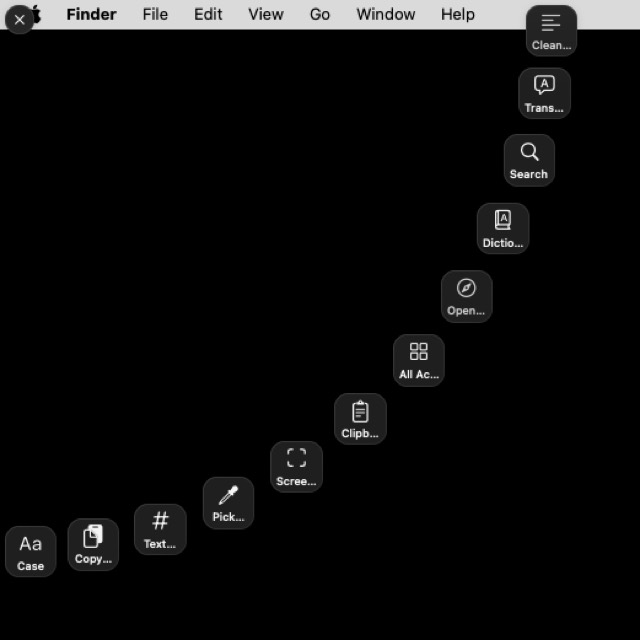 Finder File Edit View Go Window Help
Clean...
Trans...
Search
Dictio...
Open...
All Ac...
Clipb...
Scree...
Pick...
Text...
Copy...
Case